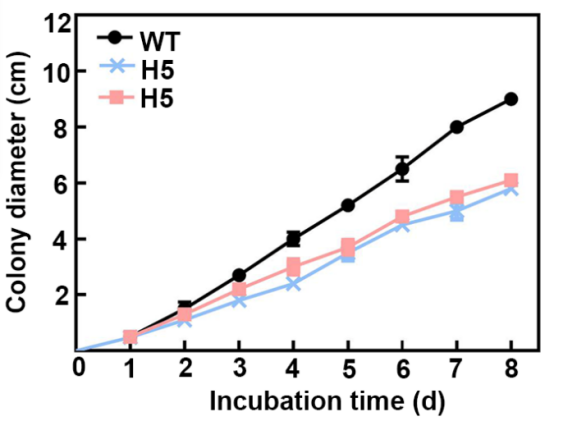 12
10
8
6
4
2
WT
H5
H5
Colony diameter (cm)
0 1 2 3 4 5 6 7 8
Incubation time (d)